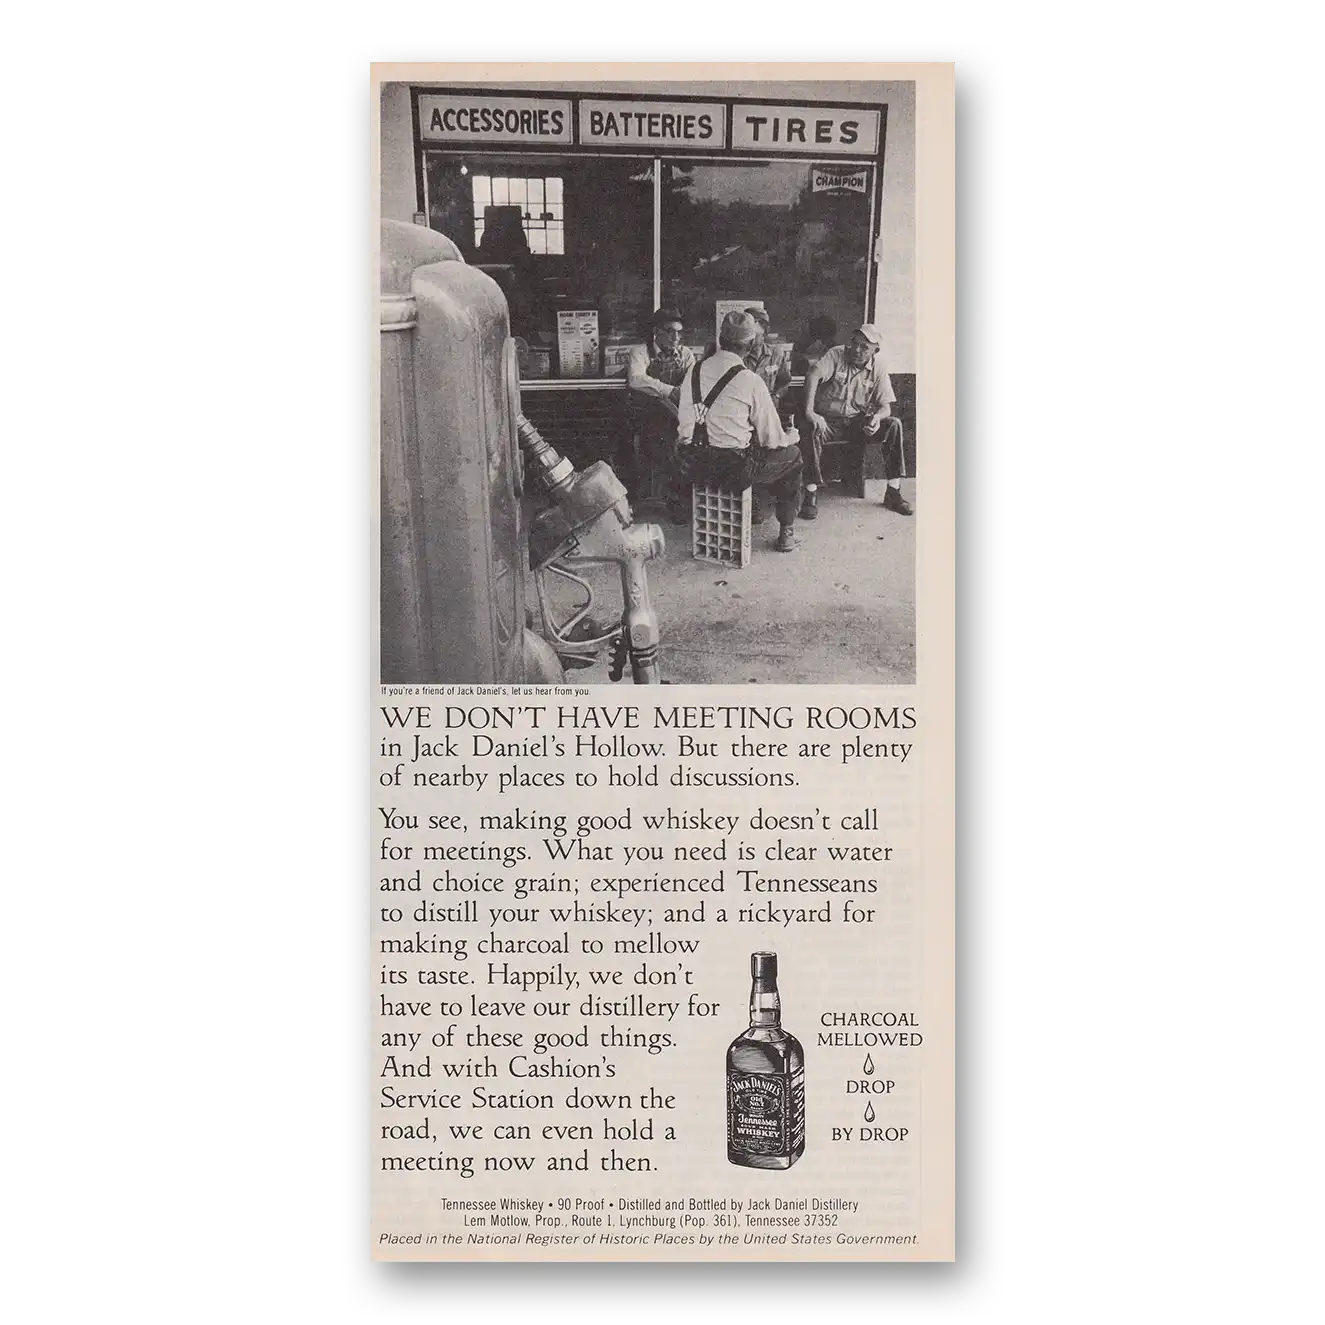 ACCESSORIES BATTERIES TIRES
CHAMPION
If you're a friend of Jack Daniel's, let us hear from you.
WE DON'T HAVE MEETING ROOMS
in Jack Daniel's Hollow. But there are plenty
of nearby places to hold discussions.
You see, making good whiskey doesn't call
for meetings. What you need is clear water
and choice grain; experienced Tennesseans
to distill your whiskey; and a rickyard for
making charcoal to mellow
its taste. Happily, we don't
have to leave our distillery for
any of these good things.
And with Cashion's
Service Station down the
road, we can even hold a
meeting now and then.
JACK DANIEL'S
Old
No. 7
Tennessee
WHISKEY
CHARCOAL
MELLOWED
DROP
BY DROP
Tennessee Whiskey • 90 Proof • Distilled and Bottled by Jack Daniel Distillery
Lem Motlow, Prop., Route 1, Lynchburg (Pop. 361), Tennessee 37352
Placed in the National Register of Historic Places by the United States Government.